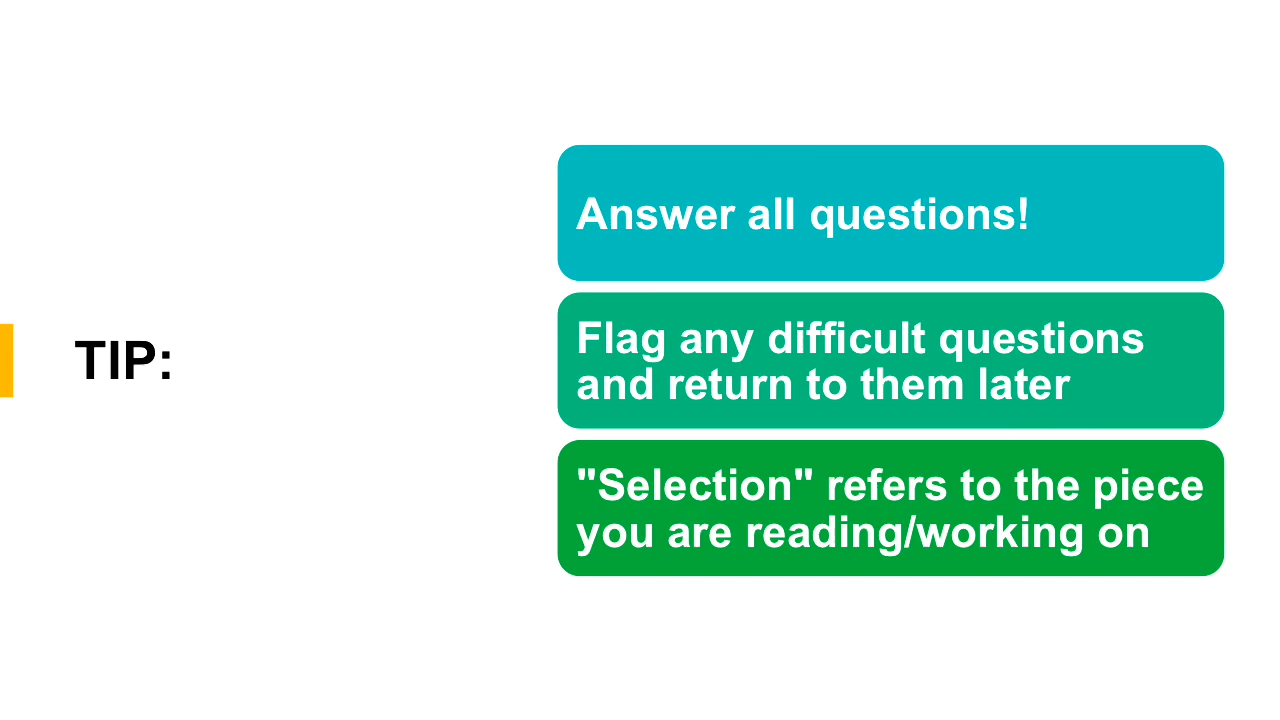 TIP:
Answer all questions!
Flag any difficult questions
and return to them later
"Selection" refers to the piece
you are reading/working on